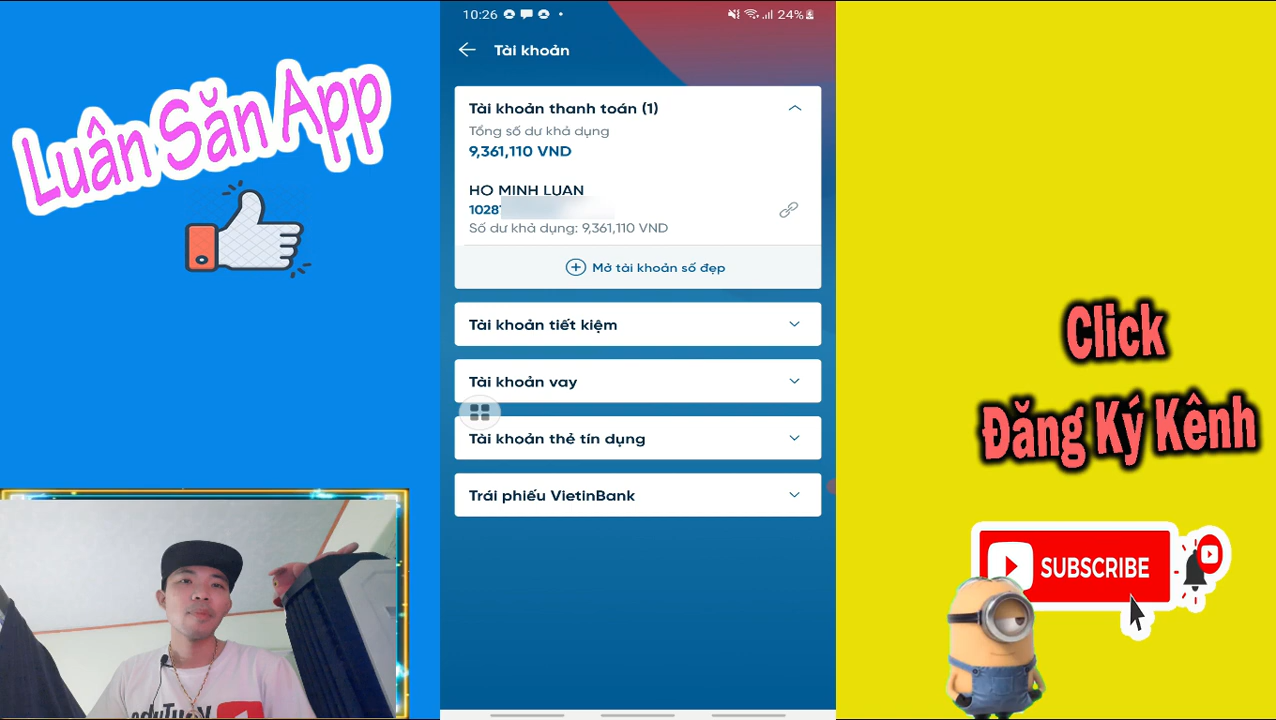 Luân Săn App
10:26
24%
Tài khoản
Tài khoản thanh toán (1)
Tổng số dư khả dụng
9,361,110 VND
HO MINH LUAN
1028
Số dư khả dụng: 9,361,110 VND
Mở tài khoản số đẹp
Tài khoản tiết kiệm
Tài khoản vay
Tài khoản thẻ tín dụng
Trái phiếu VietinBank
Click
Đăng Ký Kênh
SUBSCRIBE